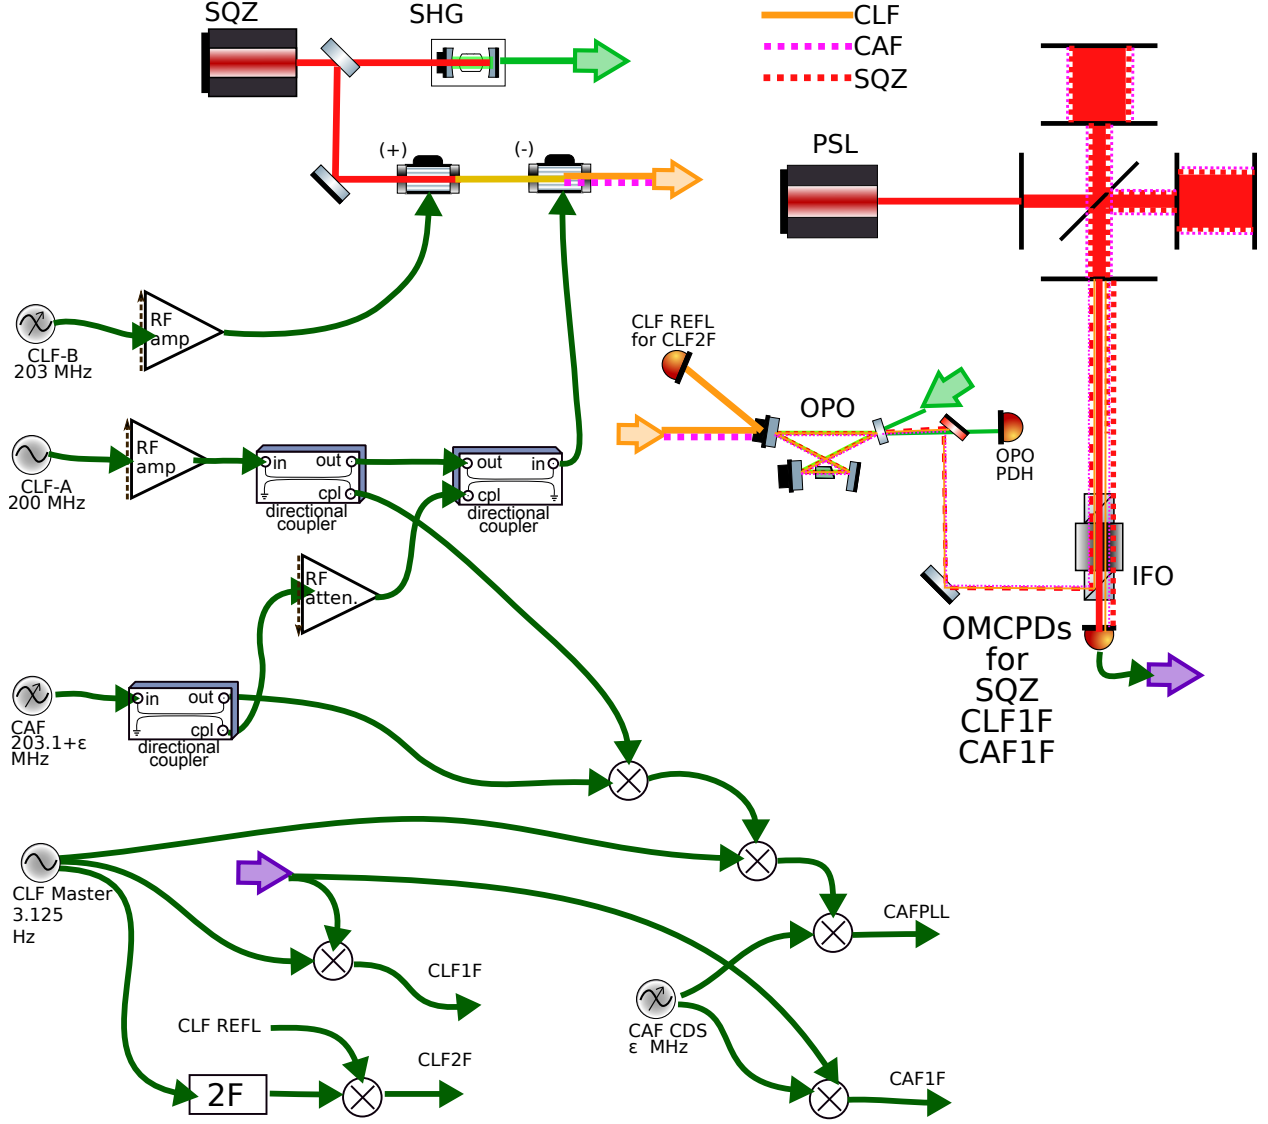 SQZ
SHG
CLF
CAF
SQZ
PSL
(+)
(-)
RF
amp
CLF-B
203 MHz
CLF REFL
for CLF2F
OPO
OPO
PDH
RF
amp
CLF-A
200 MHz
in
out
cpl
directional
coupler
out
in
cpl
directional
coupler
RF
atten.
IFO
OMCPDs
for
SQZ
CLF1F
CAF1F
CAF
203.1+ε
MHz
in
out
cpl
directional
coupler
CLF Master
3.125
Hz
CAFPLL
CLF1F
CLF REFL
CAF CDS
ε MHz
CLF2F
CAF1F
2F